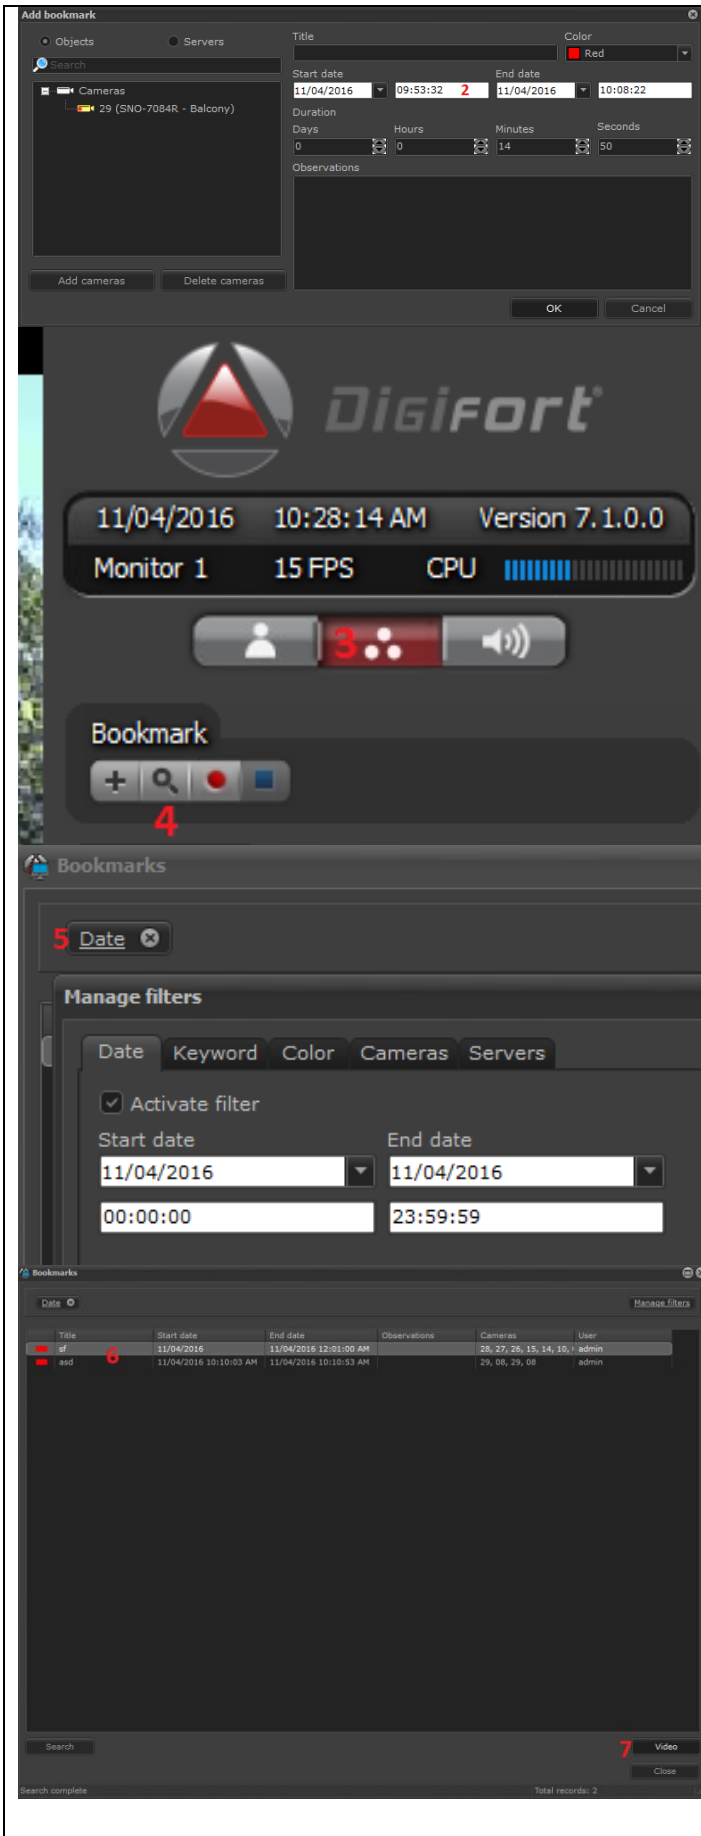 Add bookmark
Objects Servers
Search
Cameras
29 (SNO-7084R - Balcony)
Add cameras Delete cameras
Title Color
Red
Start date End date
11/04/2016 09:53:32 2 11/04/2016 10:08:22
Duration
Days Hours Minutes Seconds
0 0 14 50
Observations
OK Cancel
Digifort®
11/04/2016 10:28:14 AM Version 7.1.0.0
Monitor 1 15 FPS CPU
3
Bookmark
4
Bookmarks
5 Date
Manage filters
Date Keyword Color Cameras Servers
Activate filter
Start date End date
11/04/2016 11/04/2016
00:00:00 23:59:59
Bookmarks
Date Manage filters
Title Start date End date Observations Cameras User
sf 11/04/2016 11/04/2016 12:01:00 AM 28, 27, 26, 15, 14, 10, admin
6
asd 11/04/2016 10:10:03 AM 11/04/2016 10:10:53 AM 29, 08, 29, 08 admin
Search 7 Video
Close
Search complete Total records: 2